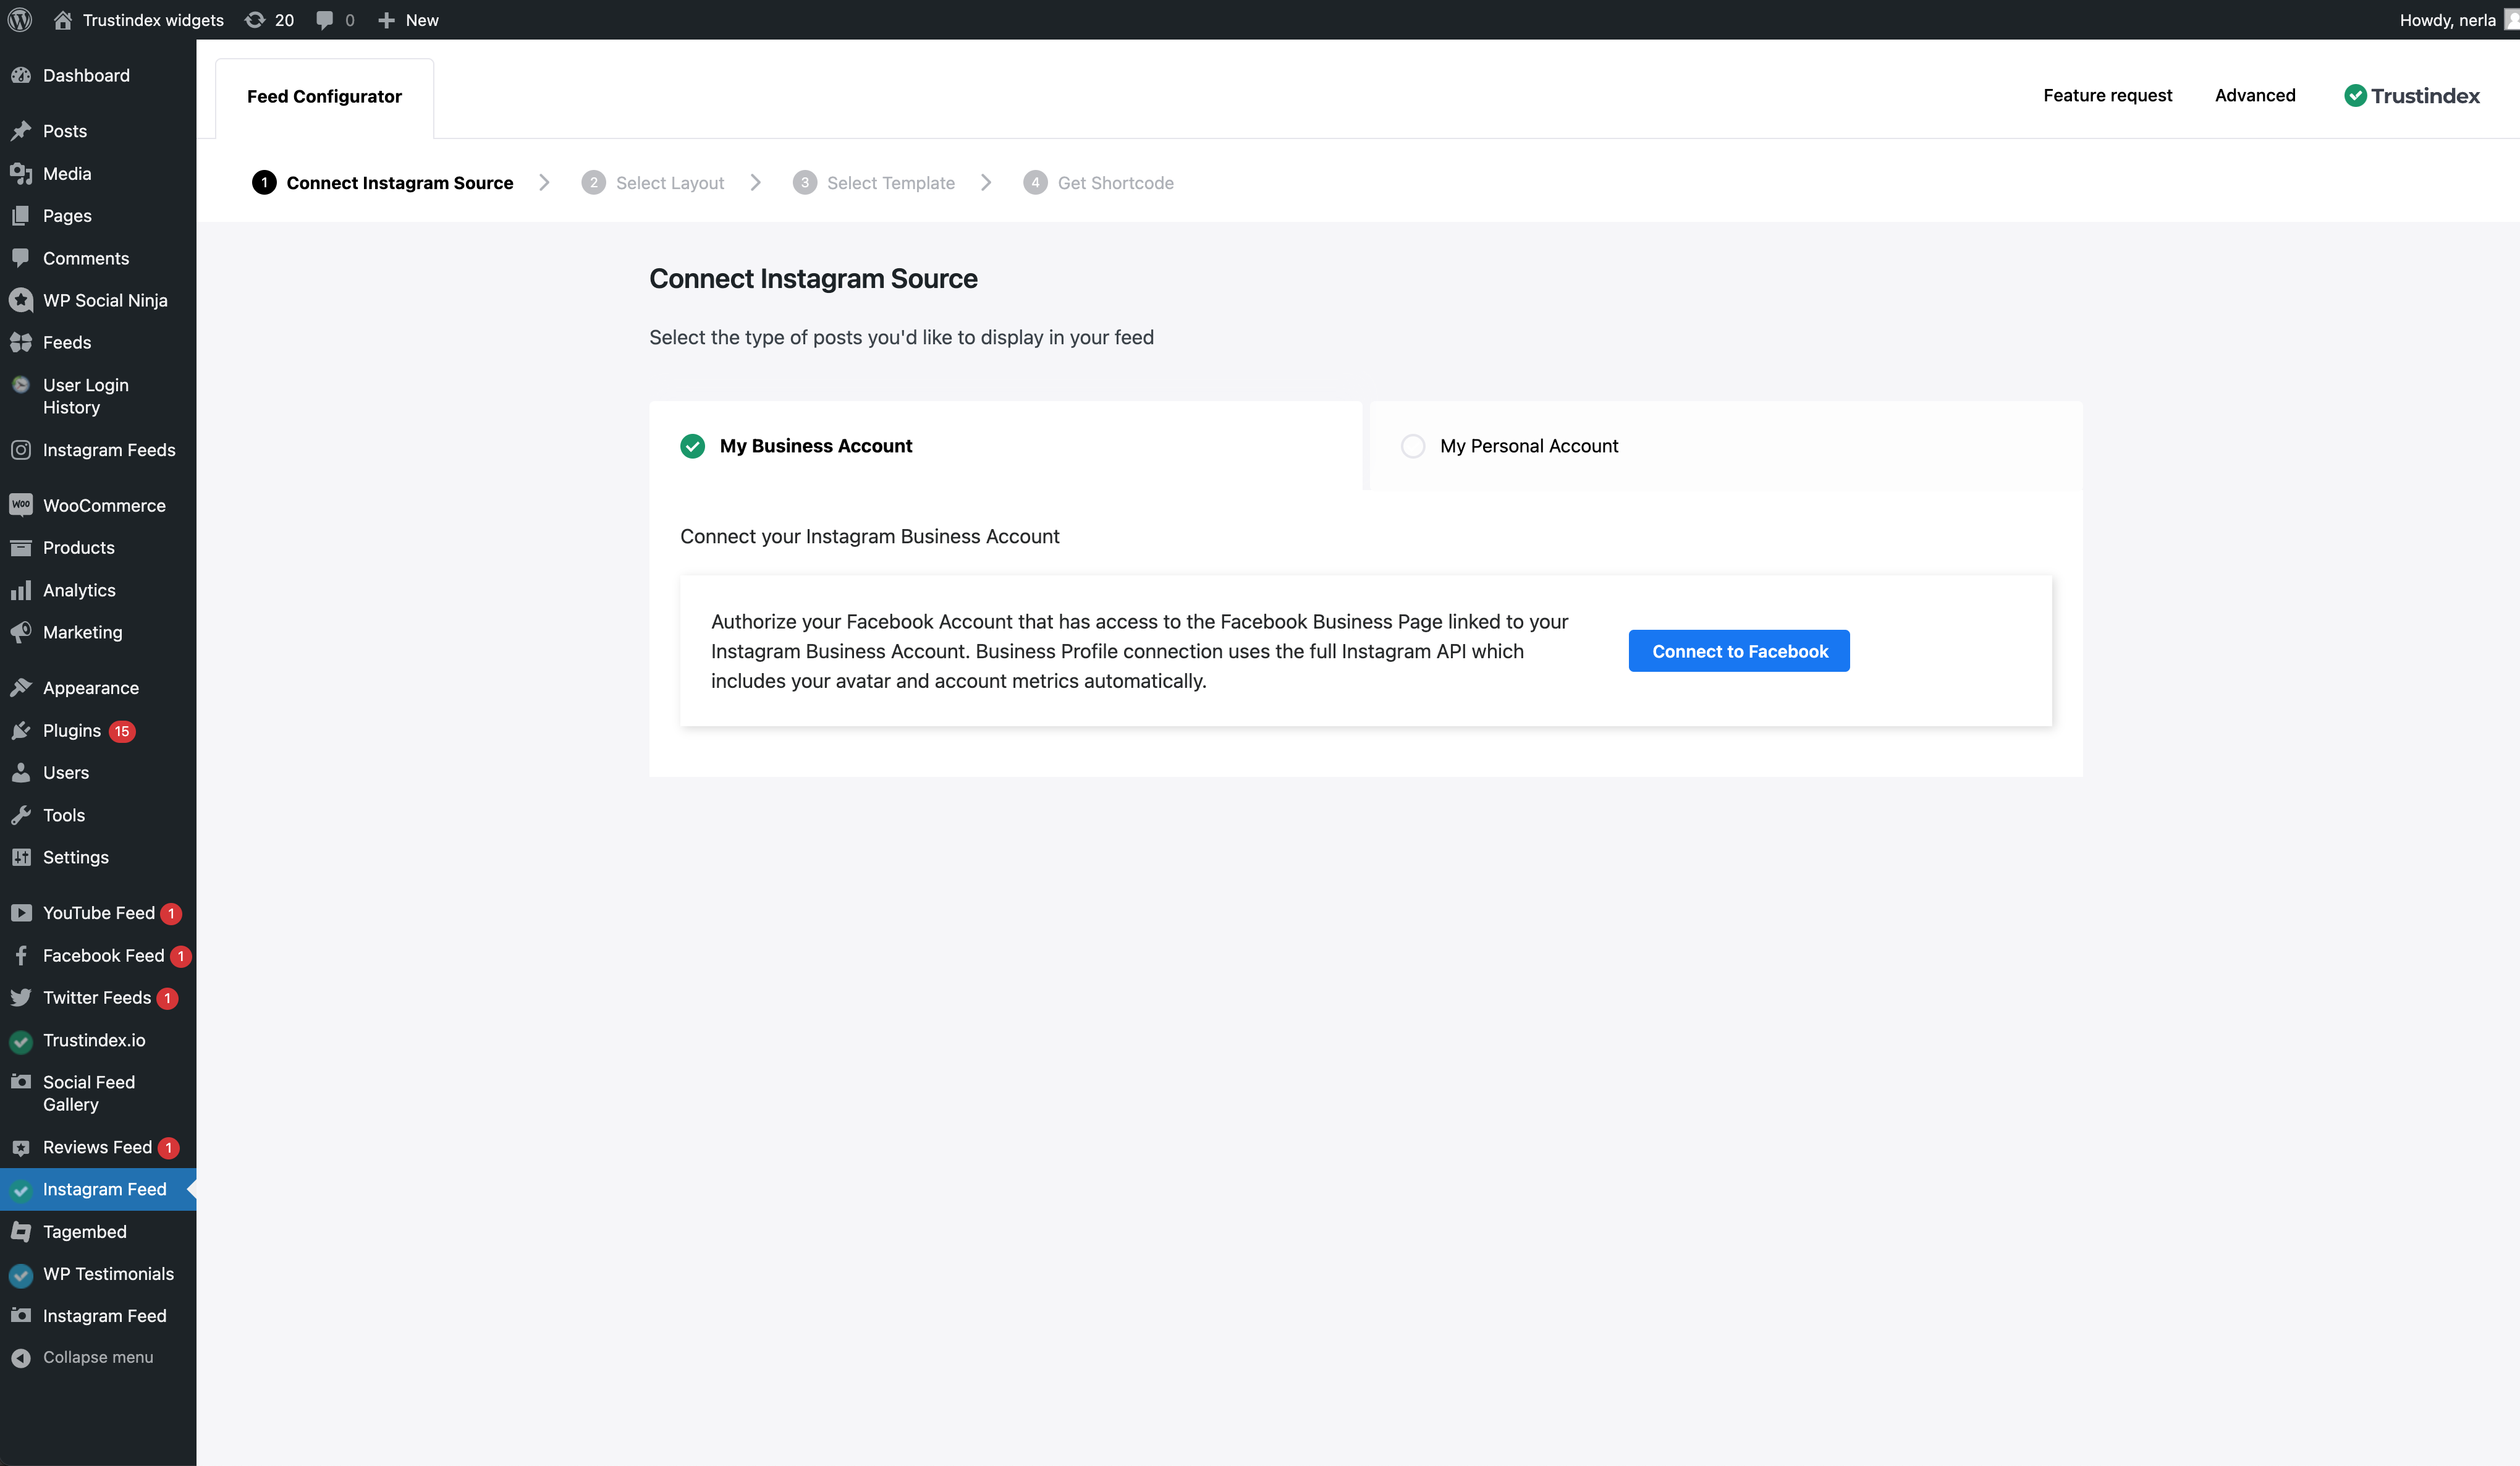 Trustindex widgets 20 0 New Howdy, nerla
Dashboard
Posts
Media
Pages
Comments
WP Social Ninja
Feeds
User Login
History
Instagram Feeds
WOO WooCommerce
Products
Analytics
Marketing
Appearance
Plugins 15
Users
Tools
Settings
YouTube Feed 1
Facebook Feed 1
Twitter Feeds 1
Trustindex.io
Social Feed
Gallery
Reviews Feed 1
Instagram Feed
Tagembed
WP Testimonials
Instagram Feed
Collapse menu
Feed Configurator
Feature request Advanced Trustindex
1 Connect Instagram Source 2 Select Layout 3 Select Template 4 Get Shortcode
Connect Instagram Source
Select the type of posts you'd like to display in your feed
My Business Account
My Personal Account
Connect your Instagram Business Account
Authorize your Facebook Account that has access to the Facebook Business Page linked to your
Instagram Business Account. Business Profile connection uses the full Instagram API which
includes your avatar and account metrics automatically.
Connect to Facebook